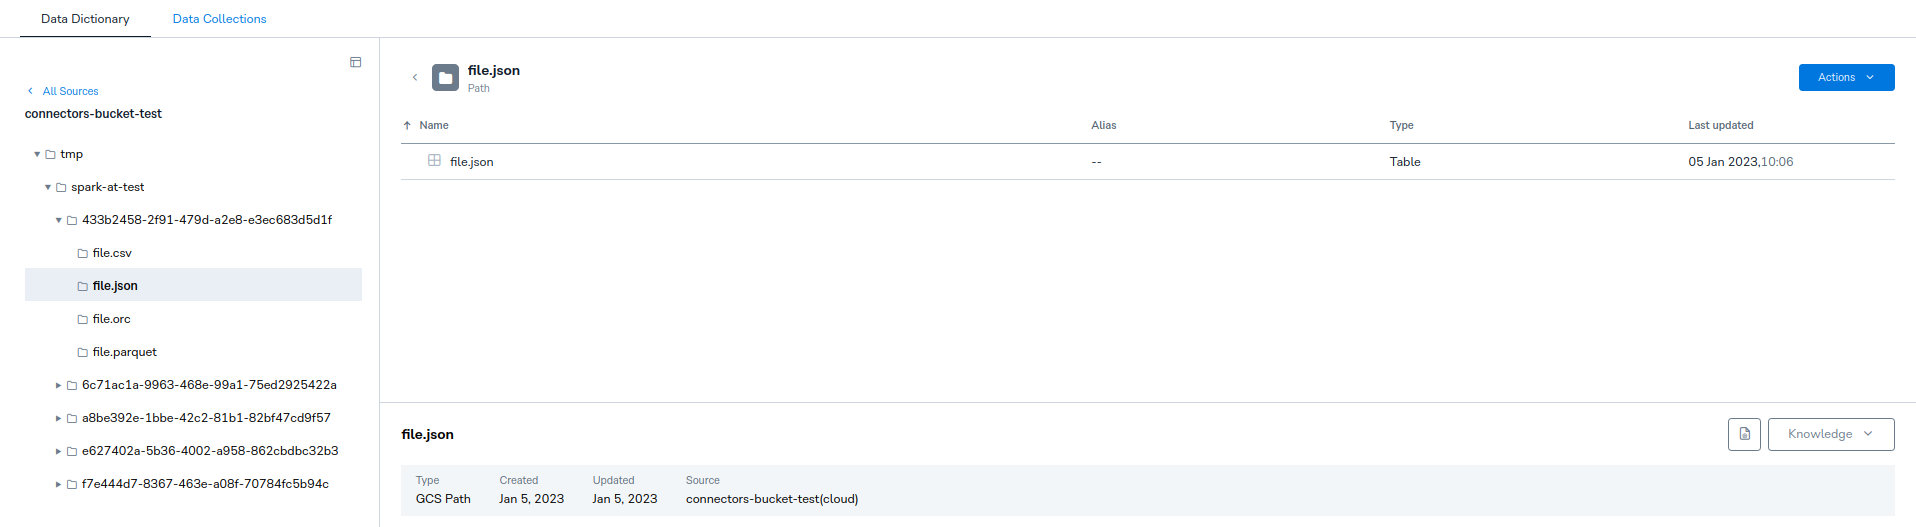 Data Dictionary
Data Collections
All Sources
connectors-bucket-test
tmp
spark-at-test
433b2458-2f91-479d-a2e8-e3ec683d5d1f
file.csv
file.json
file.orc
file.parquet
6c71ac1a-9963-468e-99a1-75ed2925422a
a8be392e-1bbe-42c2-81b1-82bf47cd9f57
e627402a-5b36-4002-a958-862cbdbc32b3
f7e444d7-8367-463e-a08f-70784fc5b94c
file.json
Path
Actions
Name Alias Type Last updated
file.json -- Table 05 Jan 2023,10:06
file.json
Knowledge
Type Created Updated Source
GCS Path Jan 5, 2023 Jan 5, 2023 connectors-bucket-test(cloud)